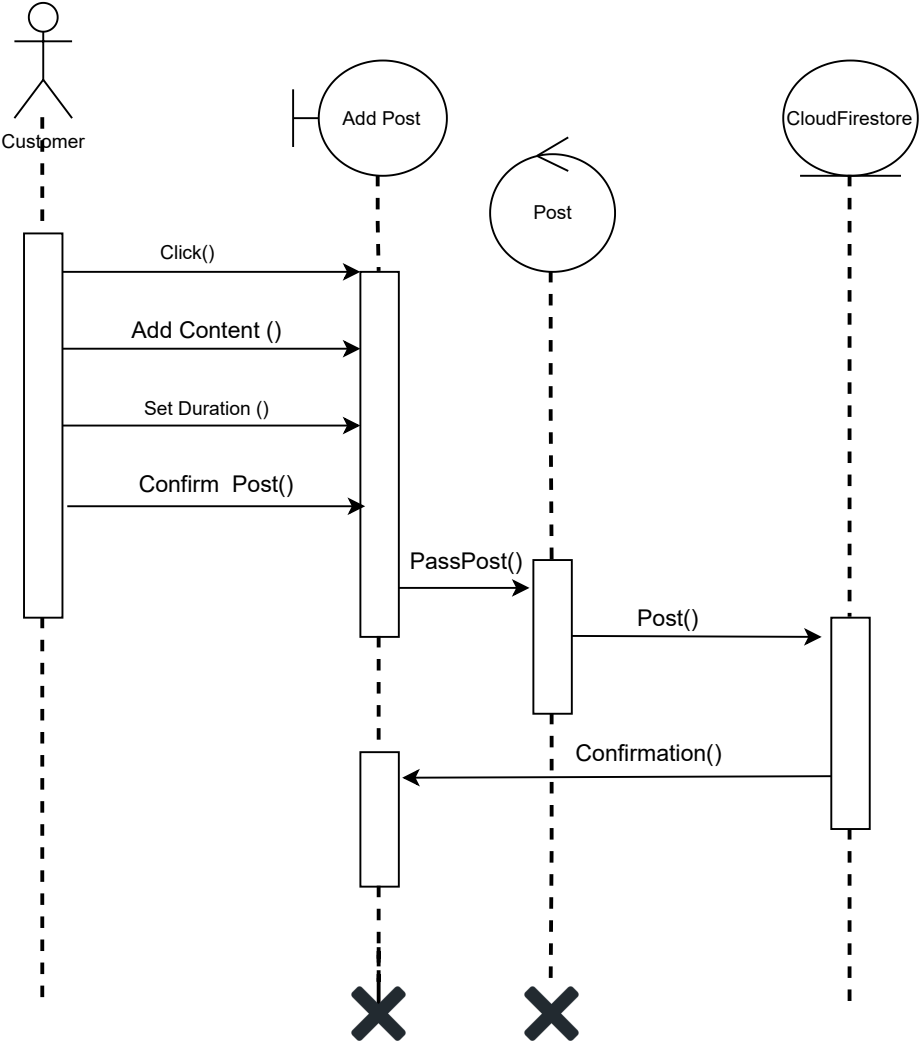 Customer
Add Post
CloudFirestore
Post
Click()
Add Content ()
Set Duration ()
Confirm  Post()
PassPost()
Post()
Confirmation()